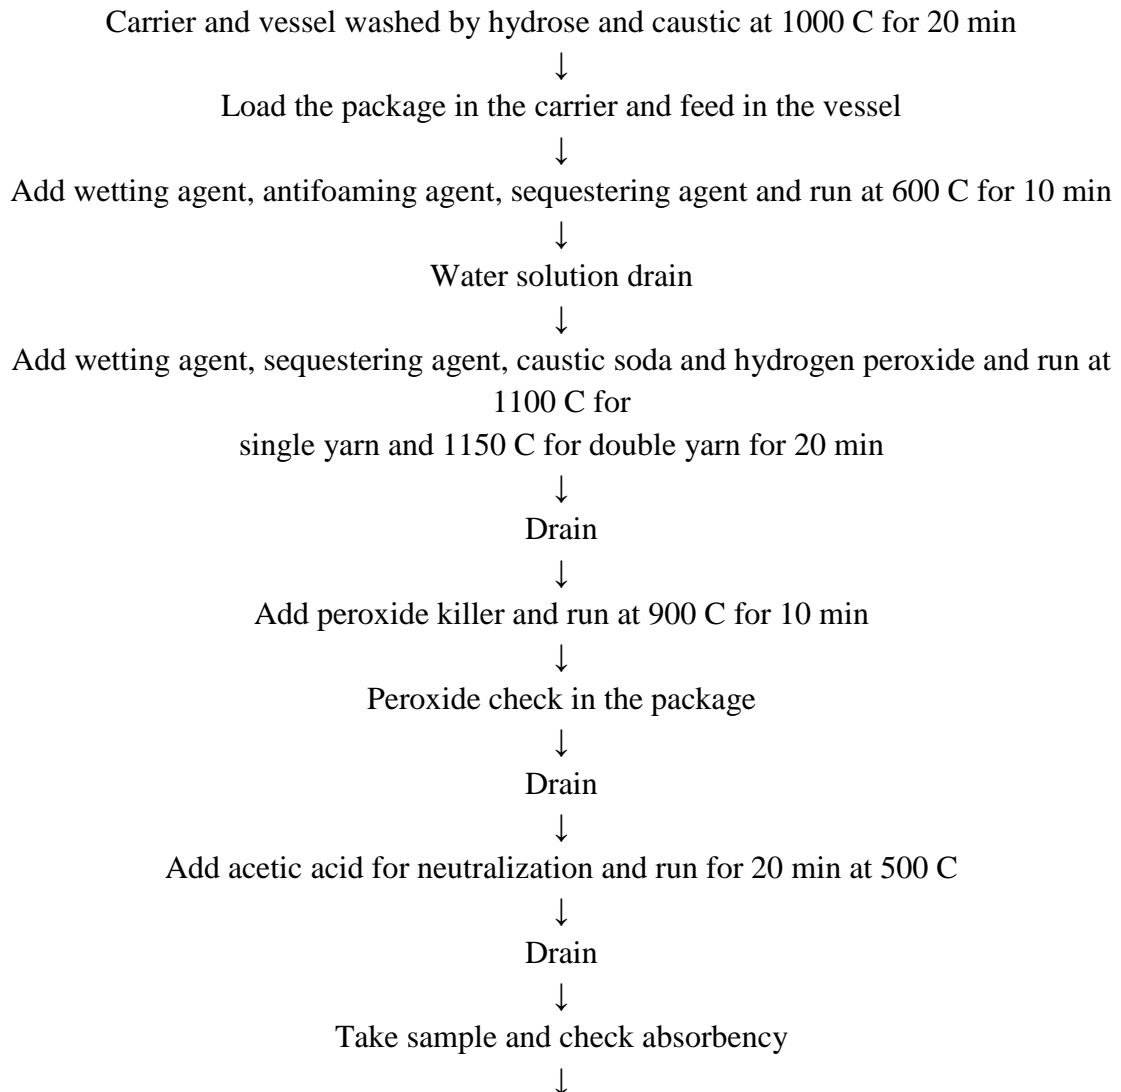 Carrier and vessel washed by hydrose and caustic at 1000 C for 20 min
↓
Load the package in the carrier and feed in the vessel
↓
Add wetting agent, antifoaming agent, sequestering agent and run at 600 C for 10 min
↓
Water solution drain
↓
Add wetting agent, sequestering agent, caustic soda and hydrogen peroxide and run at
1100 C for
single yarn and 1150 C for double yarn for 20 min
↓
Drain
↓
Add peroxide killer and run at 900 C for 10 min
↓
Peroxide check in the package
↓
Drain
↓
Add acetic acid for neutralization and run for 20 min at 500 C
↓
Drain
↓
Take sample and check absorbency
↓